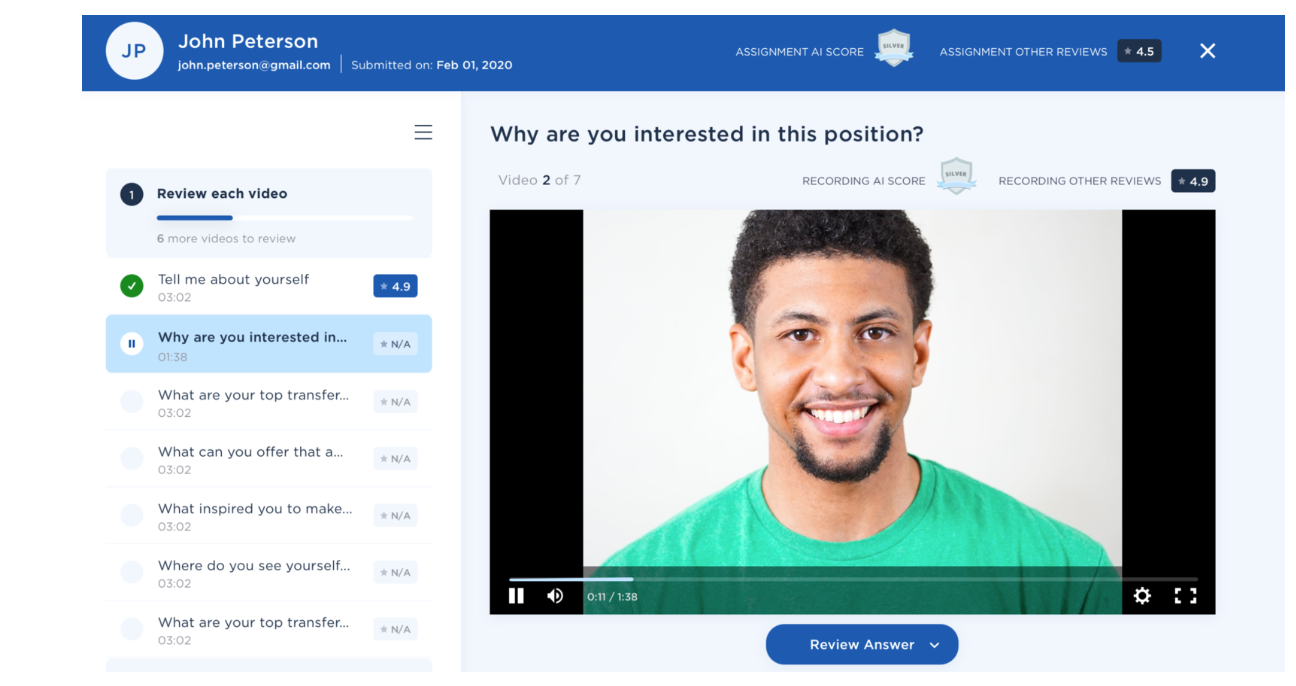 JP
John Peterson
john.peterson@gmail.com Submitted on: Feb 01, 2020
ASSIGNMENT AI SCORE SILVER ASSIGNMENT OTHER REVIEWS ★ 4.5 ×
Why are you interested in this position?
Video 2 of 7
RECORDING AI SCORE SILVER RECORDING OTHER REVIEWS ★ 4.9
1 Review each video
6 more videos to review
Tell me about yourself
03:02
★ 4.9
Why are you interested in...
01:38
★ N/A
What are your top transfer...
03:02
★ N/A
What can you offer that a...
03:02
★ N/A
What inspired you to make...
03:02
★ N/A
Where do you see yourself...
03:02
★ N/A
What are your top transfer...
03:02
★ N/A
0:11 / 1:38
Review Answer